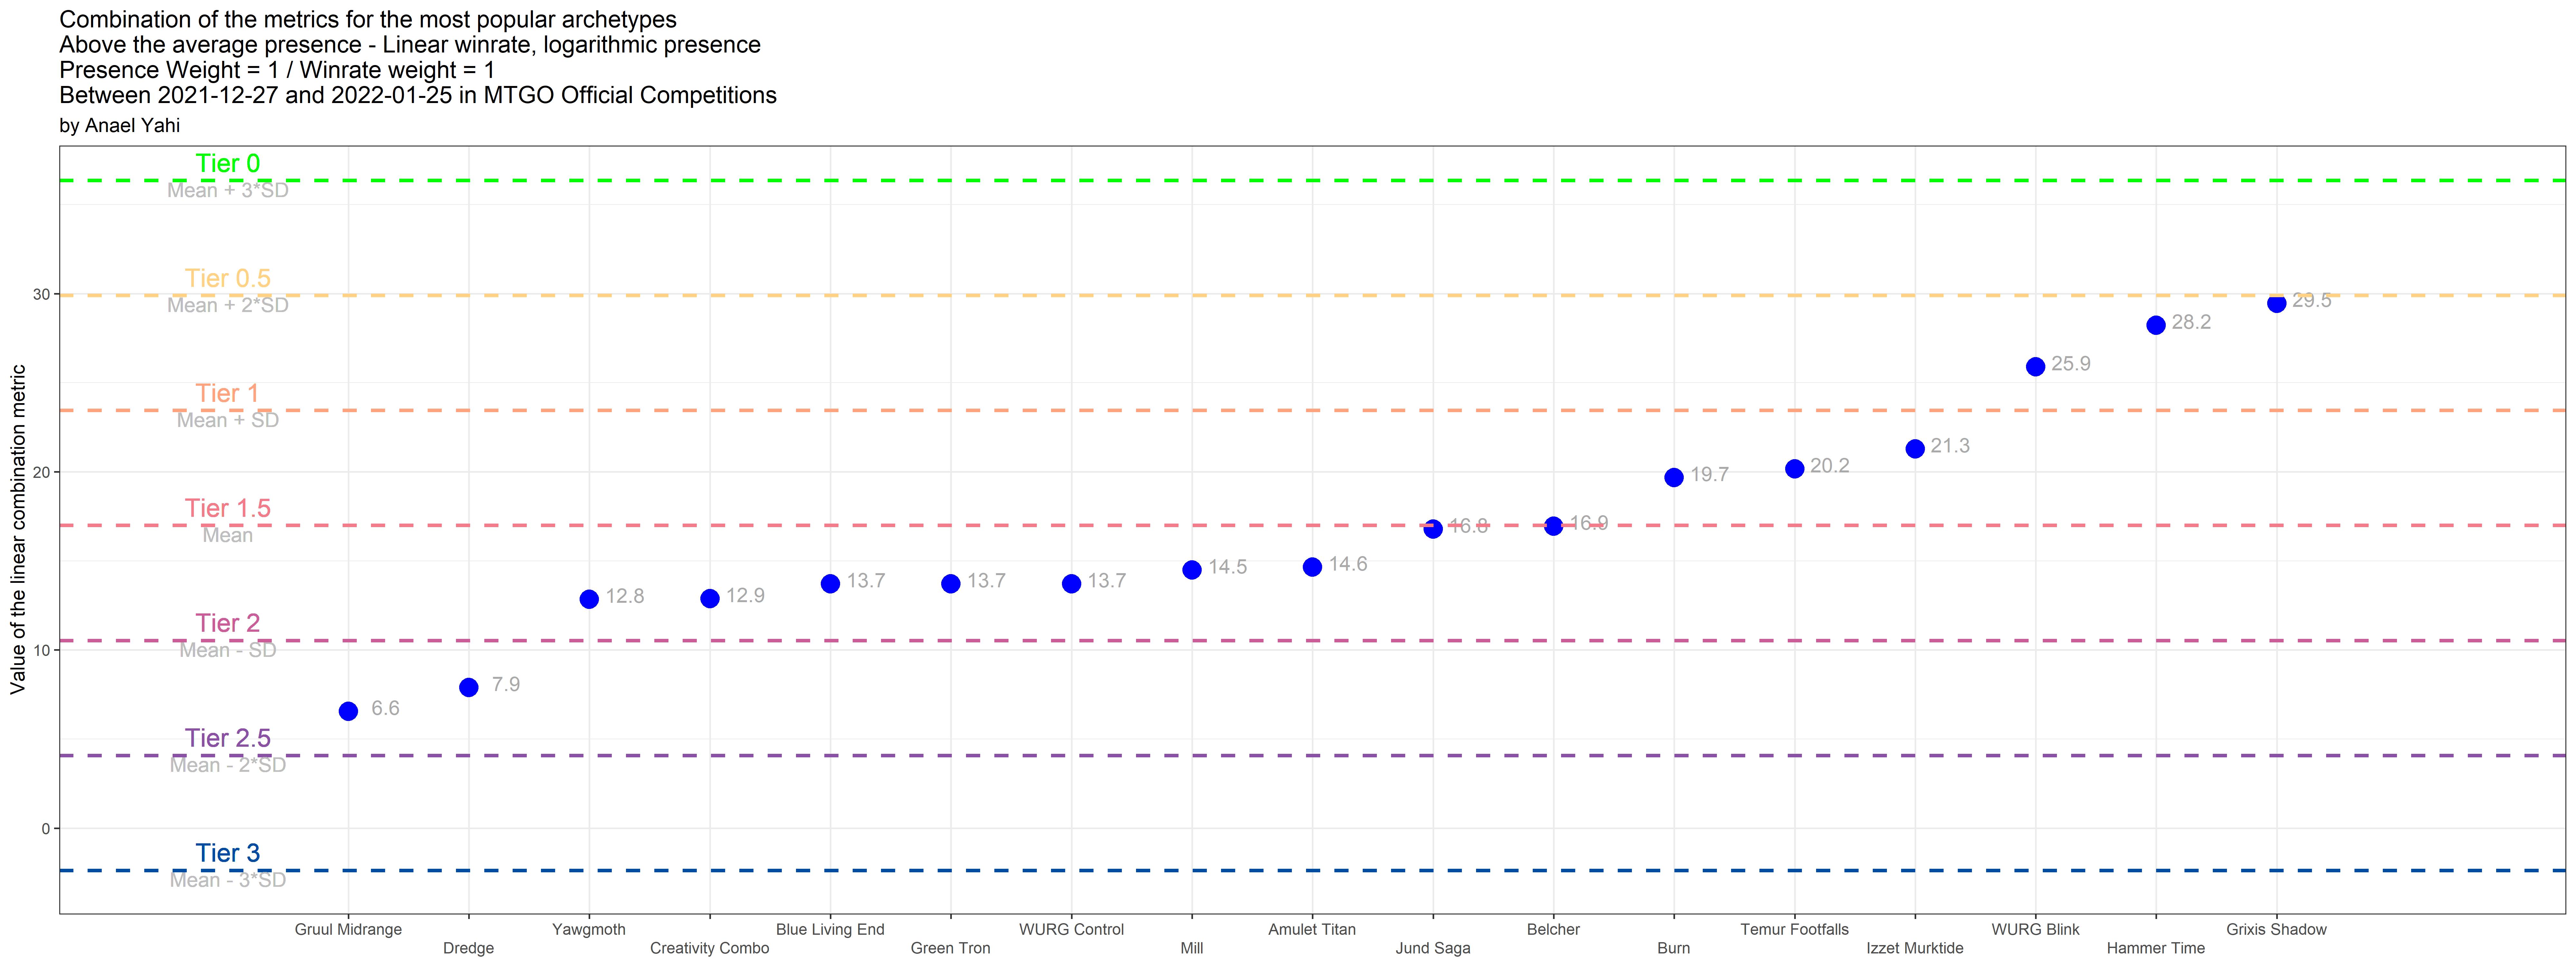 Combination of the metrics for the most popular archetypes
Above the average presence - Linear winrate, logarithmic presence
Presence Weight = 1 / Winrate weight = 1
Between 2021-12-27 and 2022-01-25 in MTGO Official Competitions
by Anael Yahi
Value of the linear combination metric
30
20
10
0
Tier 0
Mean + 3*SD
Tier 0.5
Mean + 2*SD
Tier 1
Mean + SD
Tier 1.5
Mean
Tier 2
Mean - SD
Tier 2.5
Mean - 2*SD
Tier 3
Mean - 3*SD
6.6
7.9
12.8
12.9
13.7
13.7
13.7
14.5
14.6
16.8
16.9
19.7
20.2
21.3
25.9
28.2
29.5
Gruul Midrange
Dredge
Yawgmoth
Creativity Combo
Blue Living End
Green Tron
WURG Control
Mill
Amulet Titan
Jund Saga
Belcher
Burn
Temur Footfalls
Izzet Murktide
WURG Blink
Hammer Time
Grixis Shadow